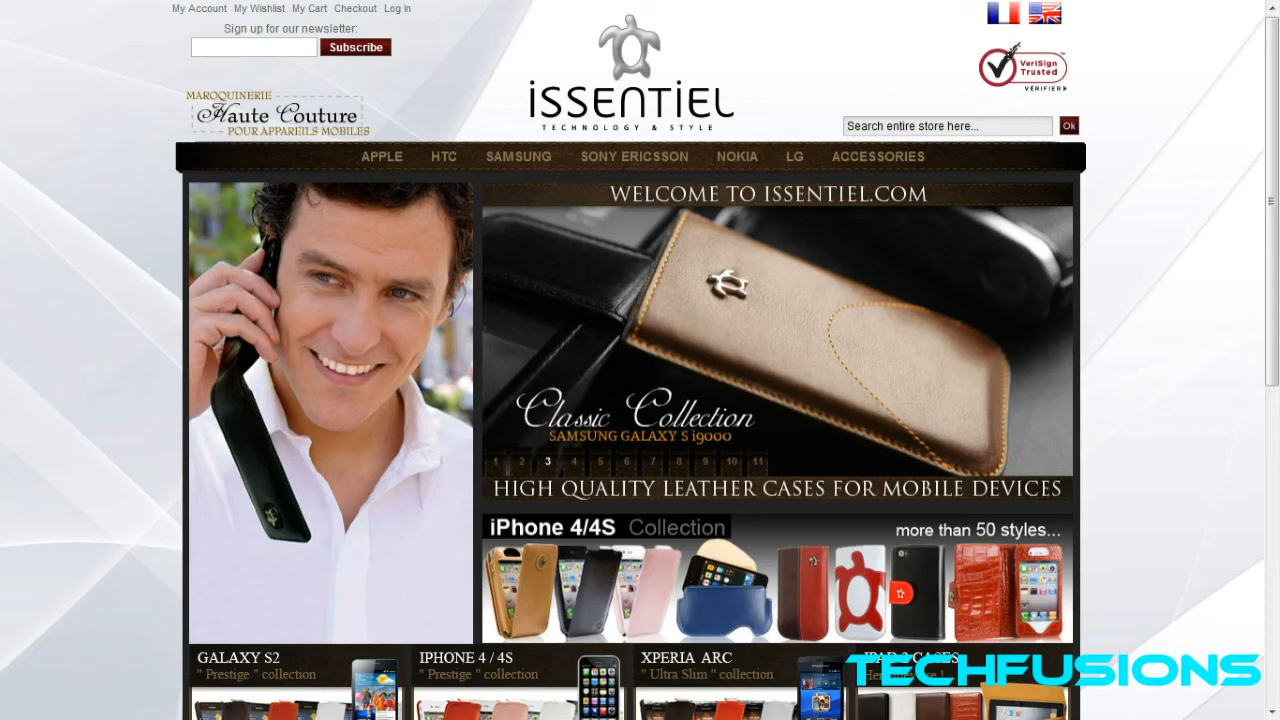 My Account My Wishlist My Cart Checkout Log In
Sign up for our newsletter:
Subscribe
MAROQUINERIE
Haute Couture
POUR APPAREILS MOBILES
ISSENTIEL
TECHNOLOGY & STYLE
VeriSign
Trusted
VÉRIFIER
Search entire store here...
Ok
APPLE HTC SAMSUNG SONY ERICSSON NOKIA LG ACCESSORIES
WELCOME TO ISSENTIEL.COM
Classic Collection
SAMSUNG GALAXY S i9000
1 2 3 4 5 6 7 8 9 10 11
HIGH QUALITY LEATHER CASES FOR MOBILE DEVICES
iPhone 4/4S Collection
more than 50 styles...
GALAXY S2
" Prestige " collection
IPHONE 4 / 4S
" Prestige " collection
XPERIA ARC
" Ultra Slim " collection
IPAD 2 CASES
TECHFUSIONS